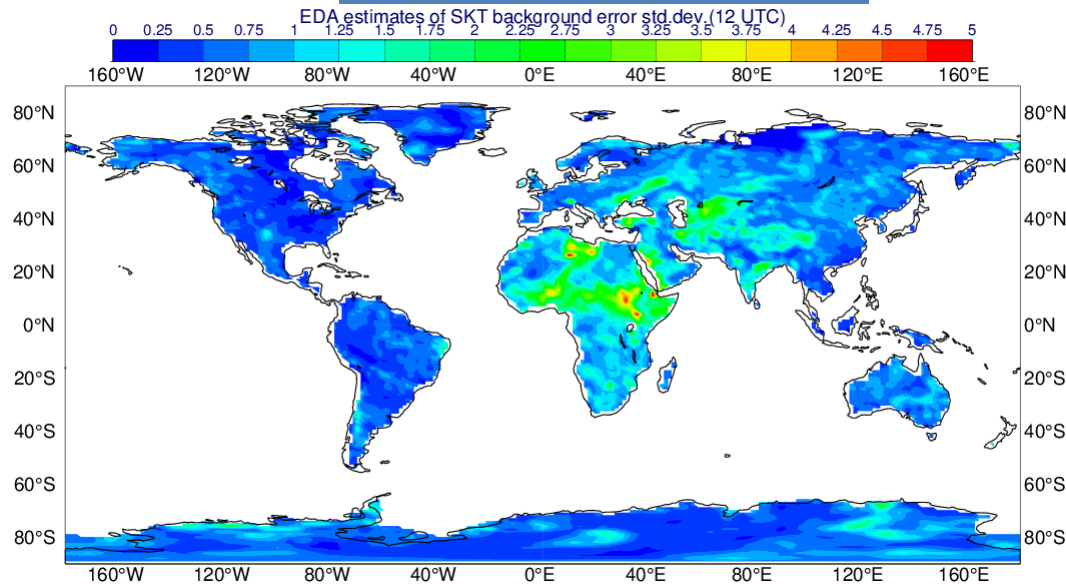 EDA estimates of SKT background error std.dev.(12 UTC)
0 0.25 0.5 0.75 1 1.25 1.5 1.75 2 2.25 2.75 3 3.25 3.5 3.75 4 4.25 4.5 4.75 5
160°W 120°W 80°W 40°W 0°E 40°E 80°E 120°E 160°E
80°N 80°N
60°N 60°N
40°N 40°N
20°N 20°N
0°N 0°N
20°S 20°S
40°S 40°S
60°S 60°S
80°S 80°S
160°W 120°W 80°W 40°W 0°E 40°E 80°E 120°E 160°E